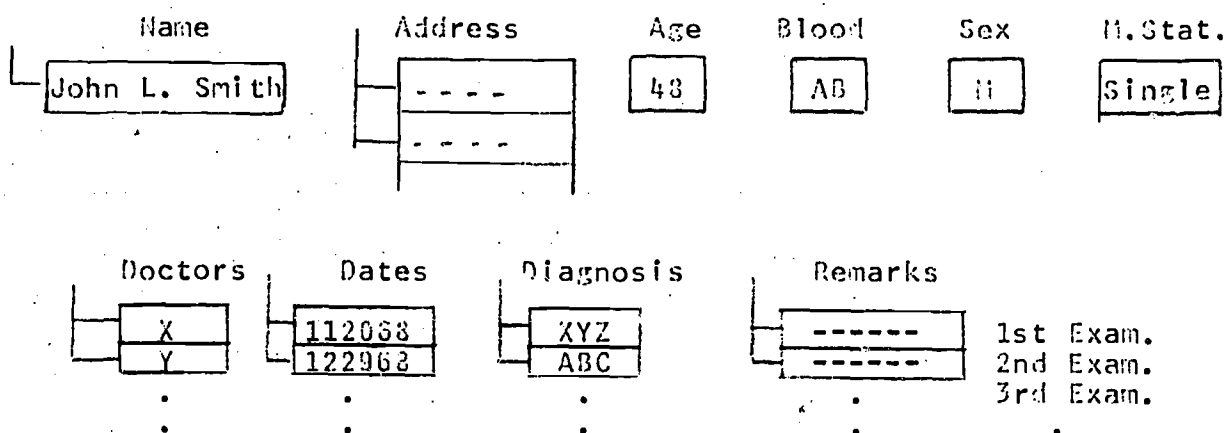 Name Address Age Blood Sex M.Stat.
John L. Smith - - - - 48 AB M Single
- - - -
Doctors Dates Diagnosis Remarks
X 112068 XYZ ------ 1st Exam.
Y 122968 ABC ------ 2nd Exam.
3rd Exam.